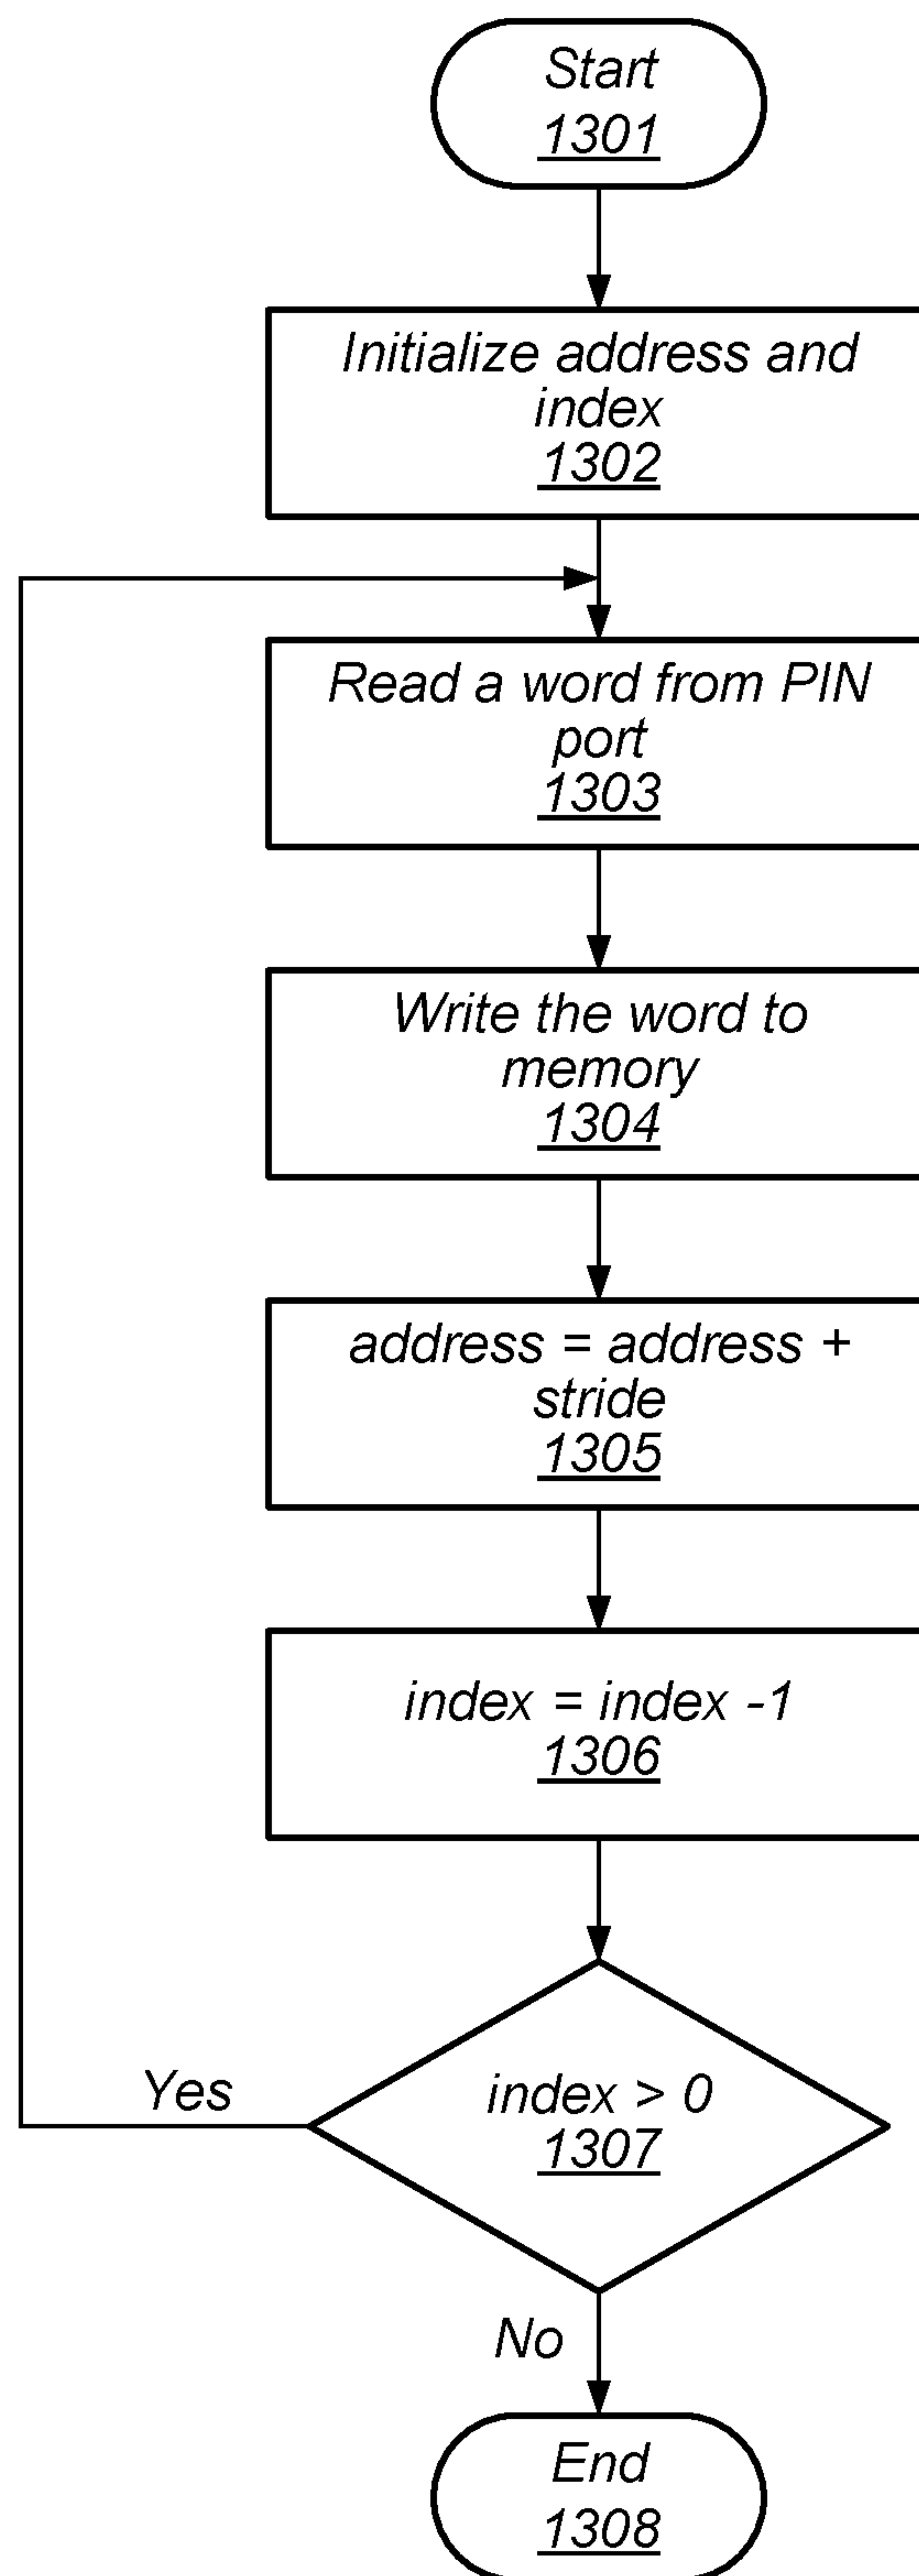 Start
1301
Initialize address and
index
1302
Read a word from PIN
port
1303
Write the word to
memory
1304
address = address +
stride
1305
index = index -1
1306
index > 0
1307
Yes
No
End
1308